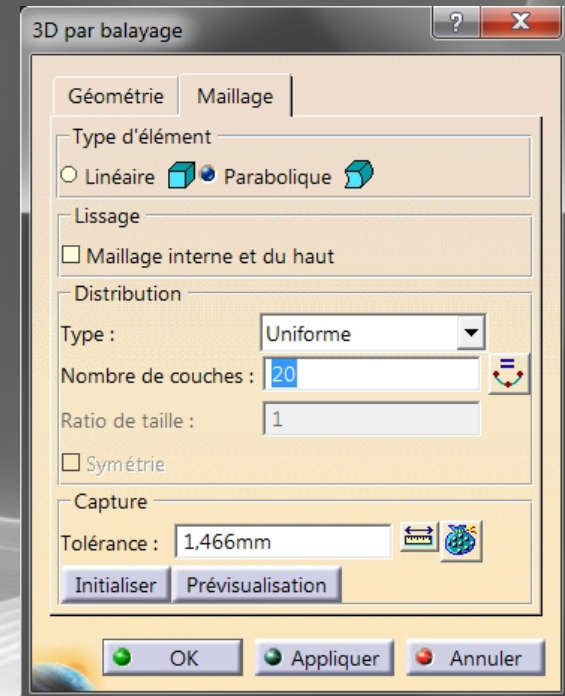 3D par balayage ? X
Géométrie Maillage
Type d'élément
Linéaire Parabolique
Lissage
Maillage interne et du haut
Distribution
Type : Uniforme
Nombre de couches : 20
Ratio de taille : 1
Symétrie
Capture
Tolérance : 1,466mm
Initialiser Prévisualisation
OK Appliquer Annuler